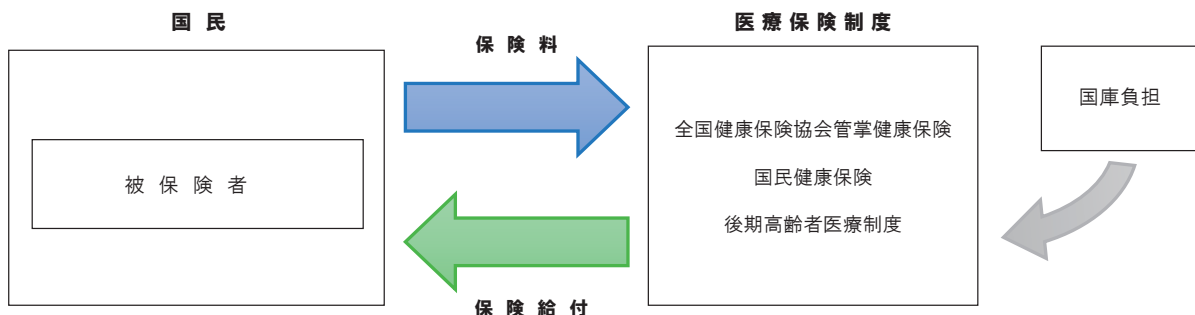 国民
被保険者
保険料
保険給付
医療保険制度
全国健康保険協会管掌健康保険
国民健康保険
後期高齢者医療制度
国庫負担